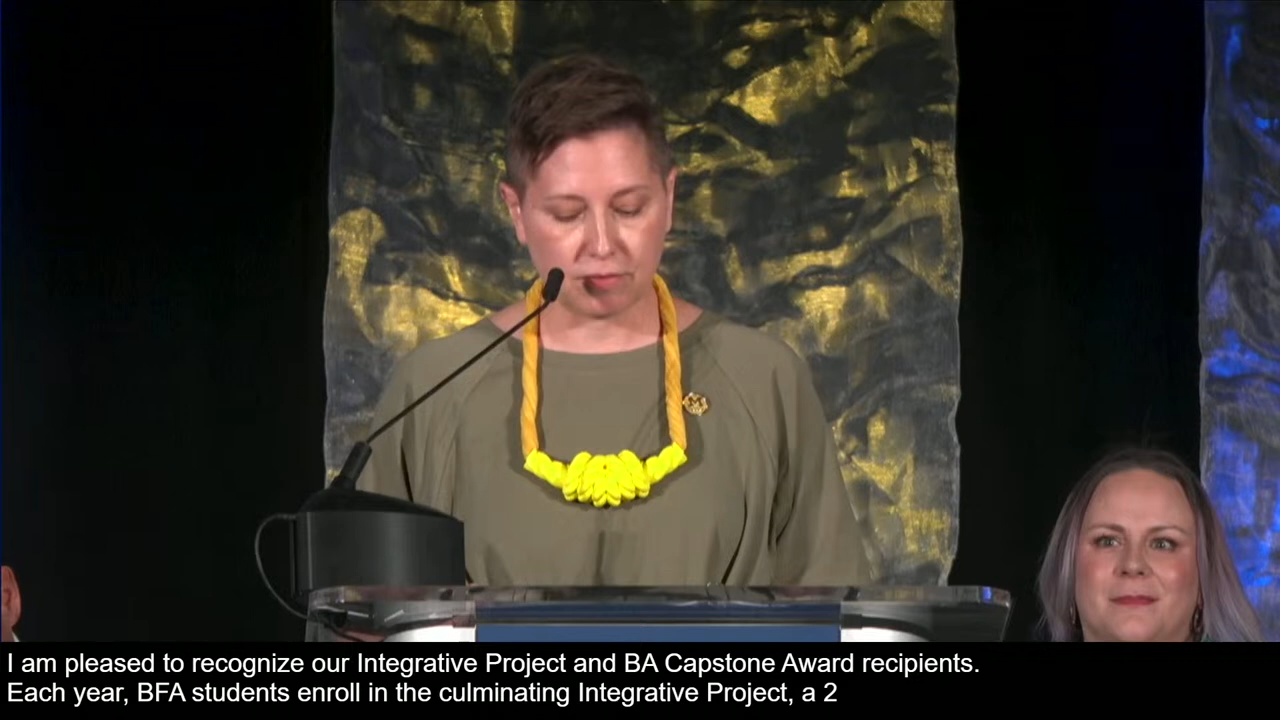 I am pleased to recognize our Integrative Project and BA Capstone Award recipients.
Each year, BFA students enroll in the culminating Integrative Project, a 2